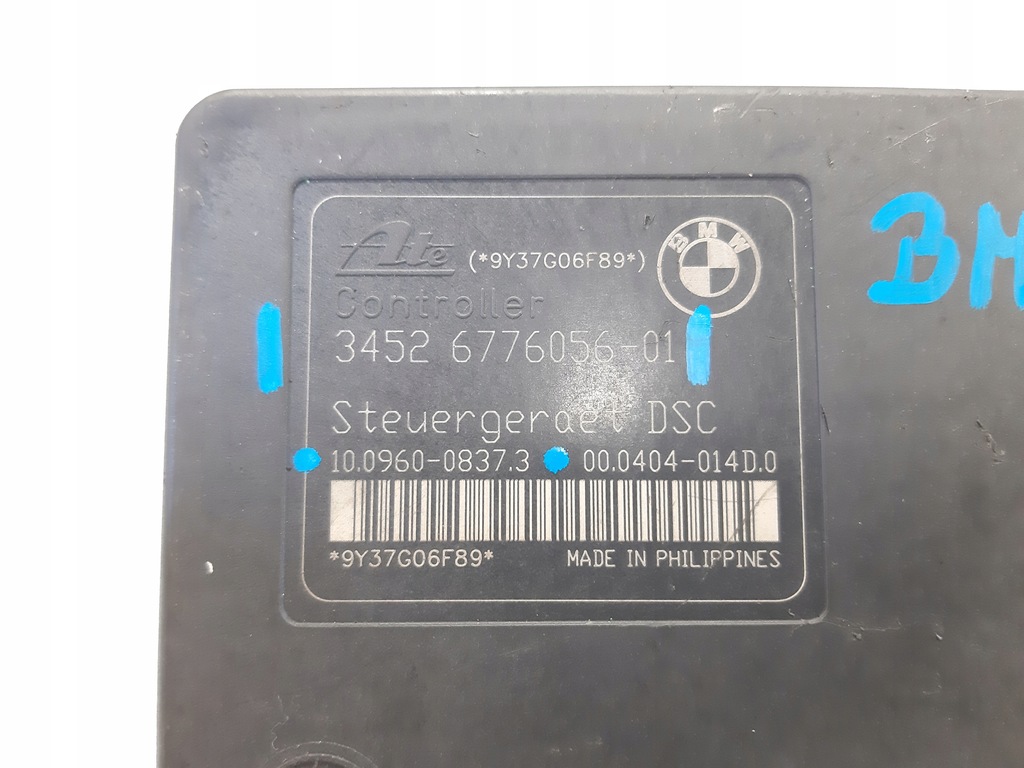 Ate (*9Y37G06F89*) BMW
Controller
3452 6776056-01
Steuergeraet DSC
10.0960-0837.3 00.0404-014D.0
*9Y37G06F89* MADE IN PHILIPPINES
BM